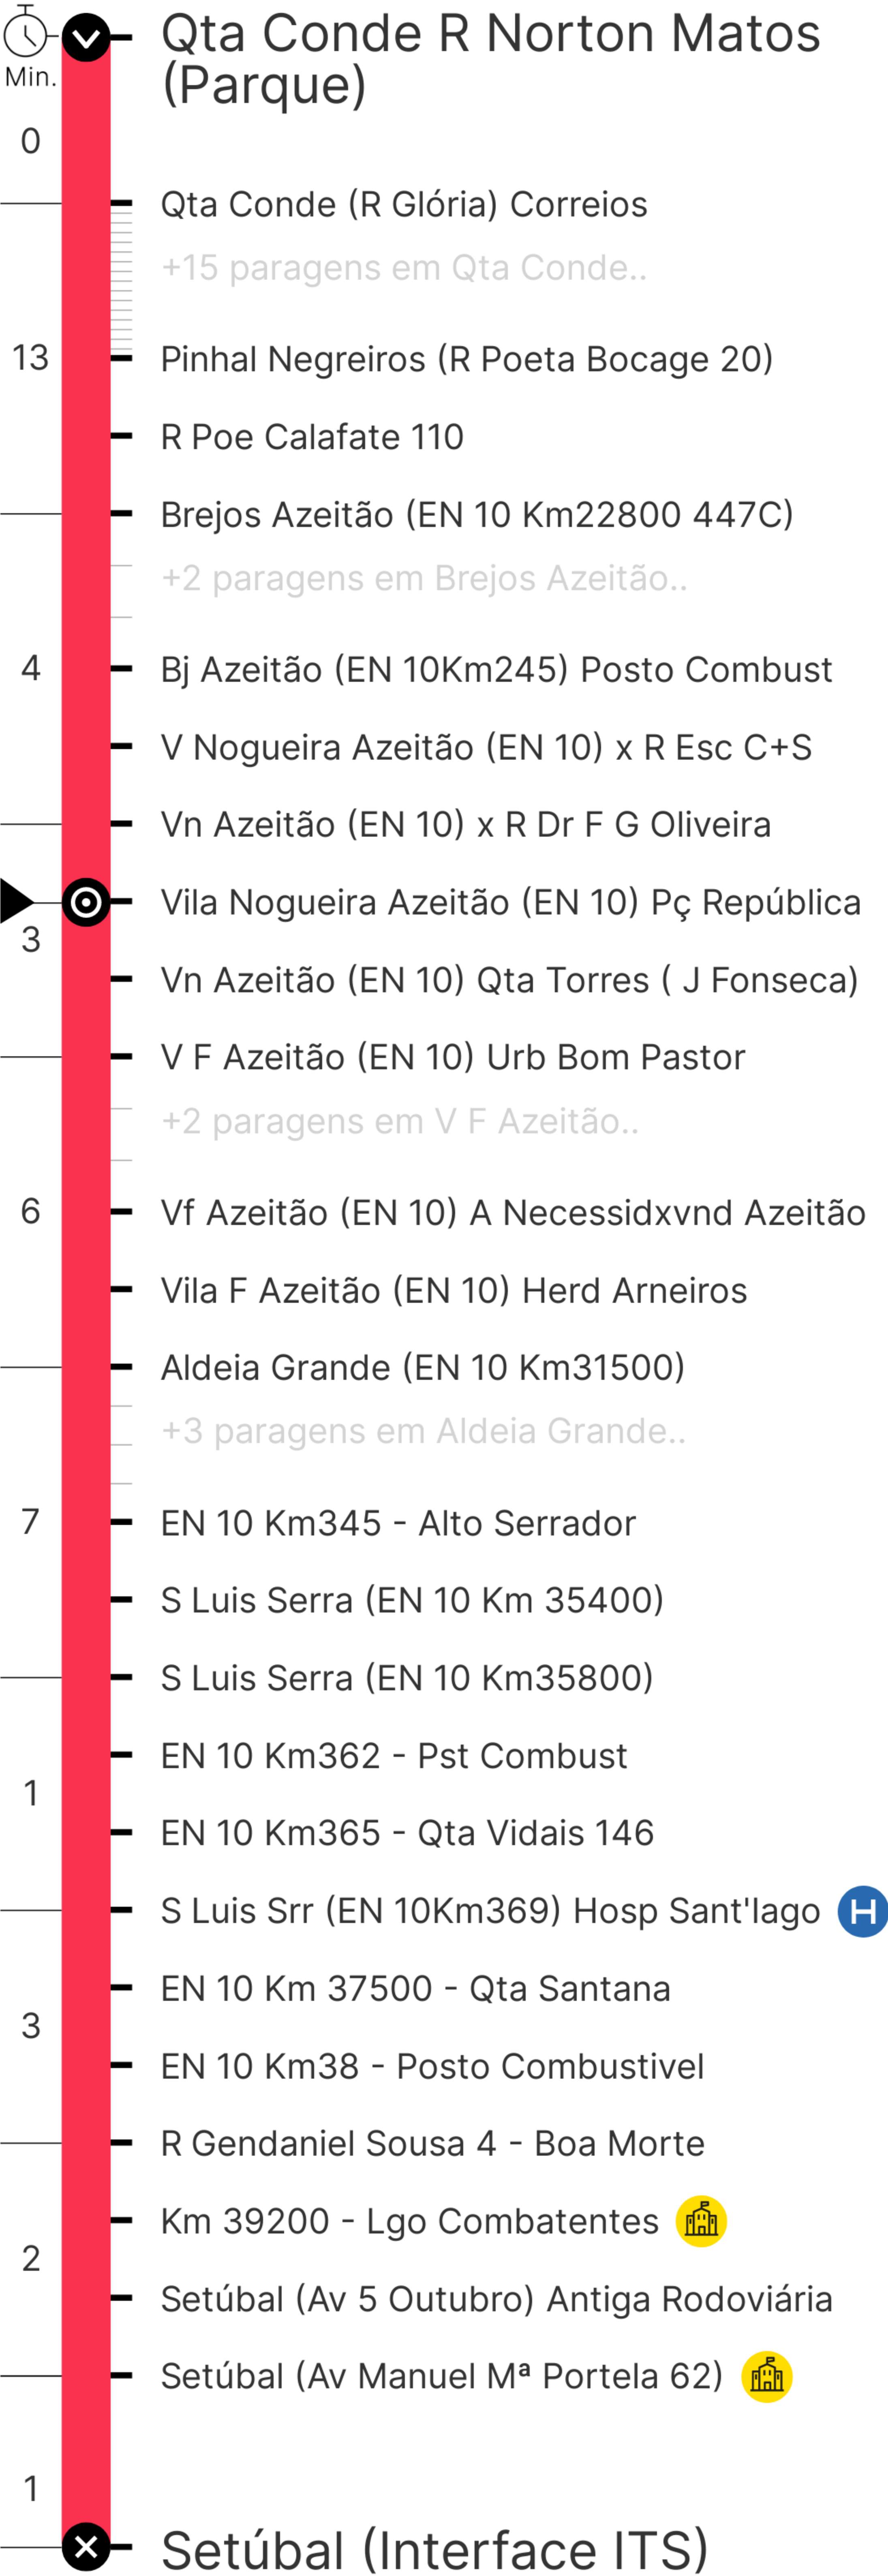 Qta Conde R Norton Matos
(Parque)
Min.
0
Qta Conde (R Glória) Correios
+15 paragens em Qta Conde..
13
Pinhal Negreiros (R Poeta Bocage 20)
R Poe Calafate 110
Brejos Azeitão (EN 10 Km22800 447C)
+2 paragens em Brejos Azeitão..
4
Bj Azeitão (EN 10Km245) Posto Combust
V Nogueira Azeitão (EN 10) x R Esc C+S
Vn Azeitão (EN 10) x R Dr F G Oliveira
Vila Nogueira Azeitão (EN 10) Pç República
3
Vn Azeitão (EN 10) Qta Torres ( J Fonseca)
V F Azeitão (EN 10) Urb Bom Pastor
+2 paragens em V F Azeitão..
6
Vf Azeitão (EN 10) A Necessidxvnd Azeitão
Vila F Azeitão (EN 10) Herd Arneiros
Aldeia Grande (EN 10 Km31500)
+3 paragens em Aldeia Grande..
7
EN 10 Km345 - Alto Serrador
S Luis Serra (EN 10 Km 35400)
S Luis Serra (EN 10 Km35800)
EN 10 Km362 - Pst Combust
1
EN 10 Km365 - Qta Vidais 146
S Luis Srr (EN 10Km369) Hosp Sant'Iago H
EN 10 Km 37500 - Qta Santana
3
EN 10 Km38 - Posto Combustivel
R Gendaniel Sousa 4 - Boa Morte
Km 39200 - Lgo Combatentes
2
Setúbal (Av 5 Outubro) Antiga Rodoviária
Setúbal (Av Manuel Mª Portela 62)
1
Setúbal (Interface ITS)